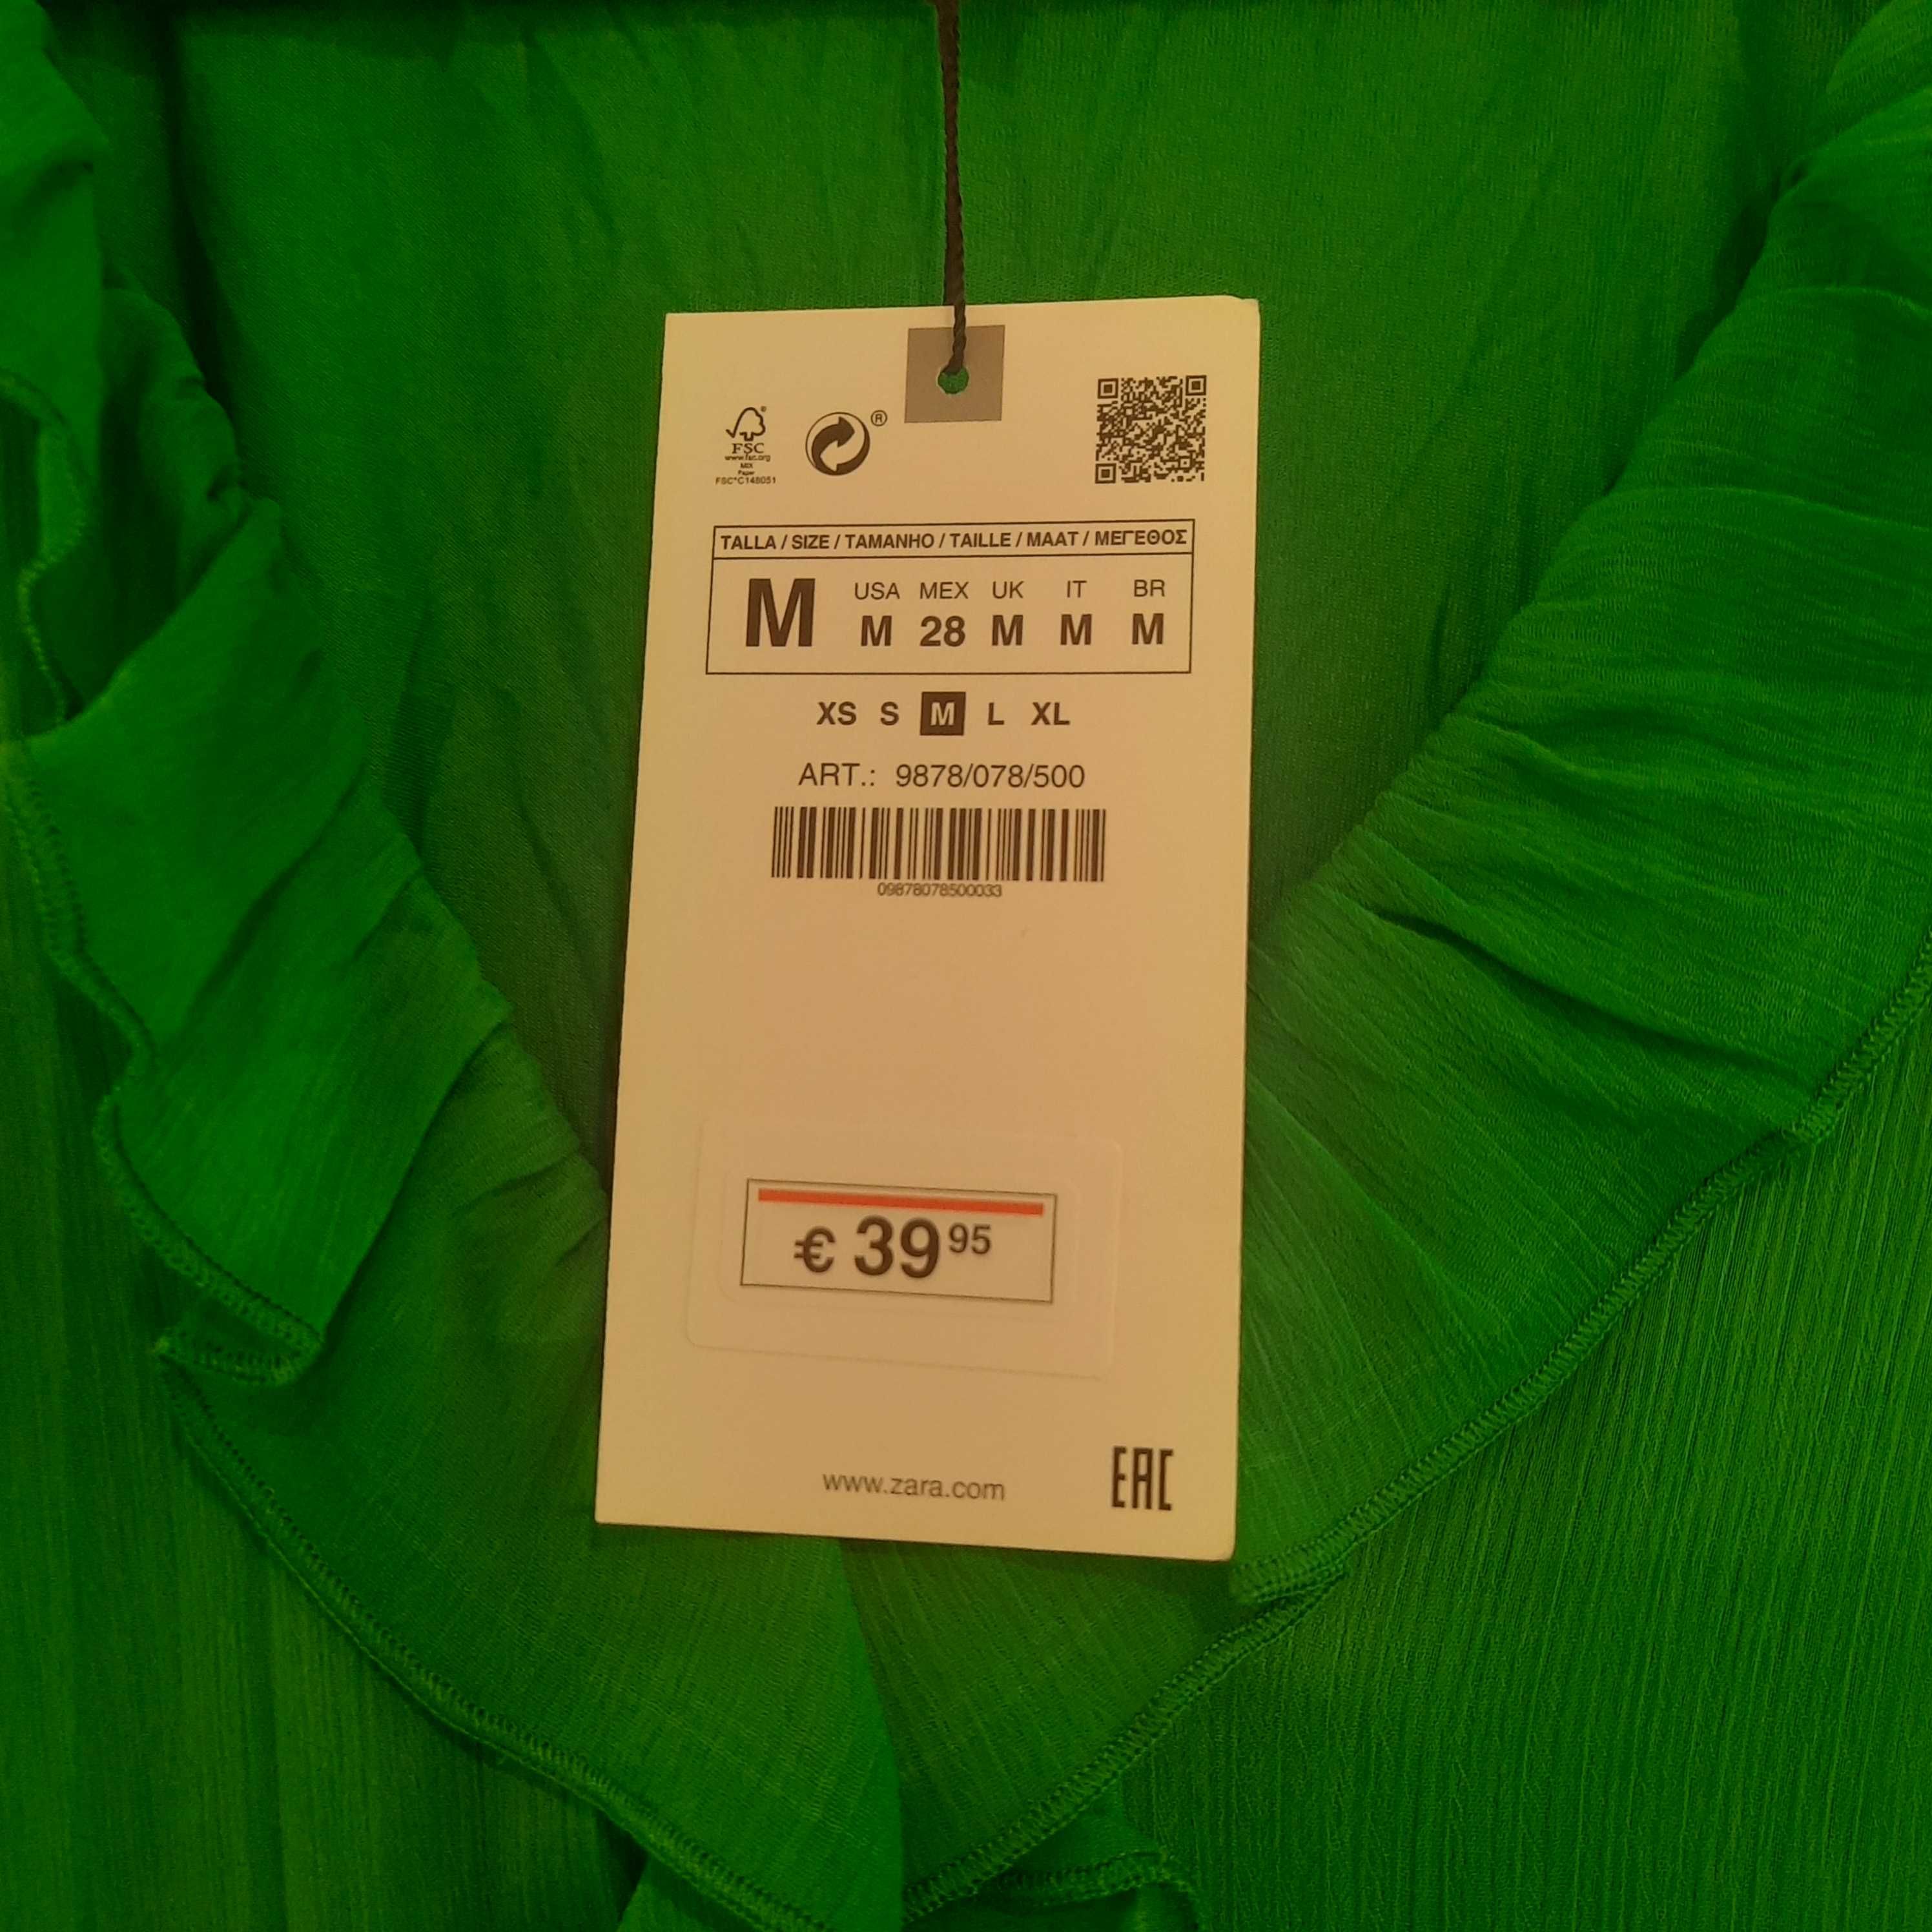 FSC
www.fsc.org
MIX
Paper
FSC® C148051
®
TALLA / SIZE / TAMANHO / TAILLE / MAAT / ΜΕΓΕΘΟΣ
M
USA MEX UK IT BR
M 28 M M M
XS S M L XL
ART.: 9878/078/500
09878078500033
€ 39 95
www.zara.com
EAC